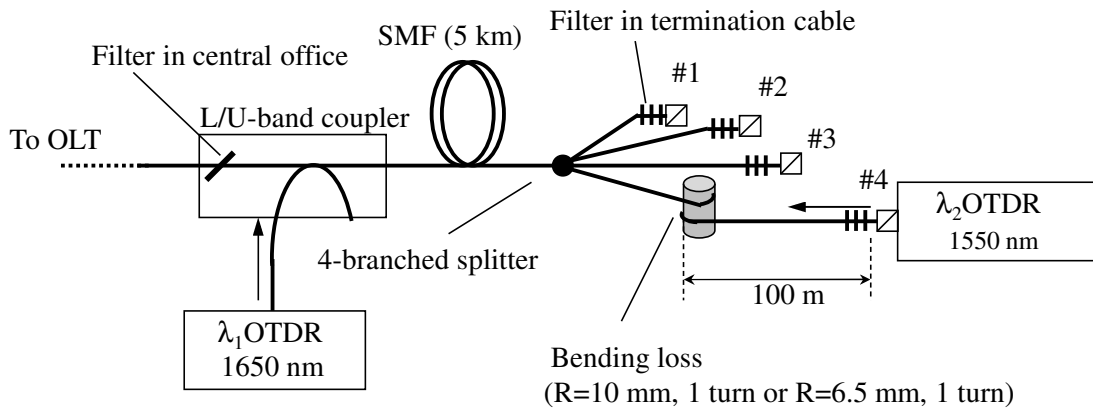 SMF (5 km)
Filter in termination cable
Filter in central office
#1
#2
L/U-band coupler
To OLT
#3
#4
λ₂OTDR
1550 nm
4-branched splitter
100 m
λ₁OTDR
1650 nm
Bending loss
(R=10 mm, 1 turn or R=6.5 mm, 1 turn)